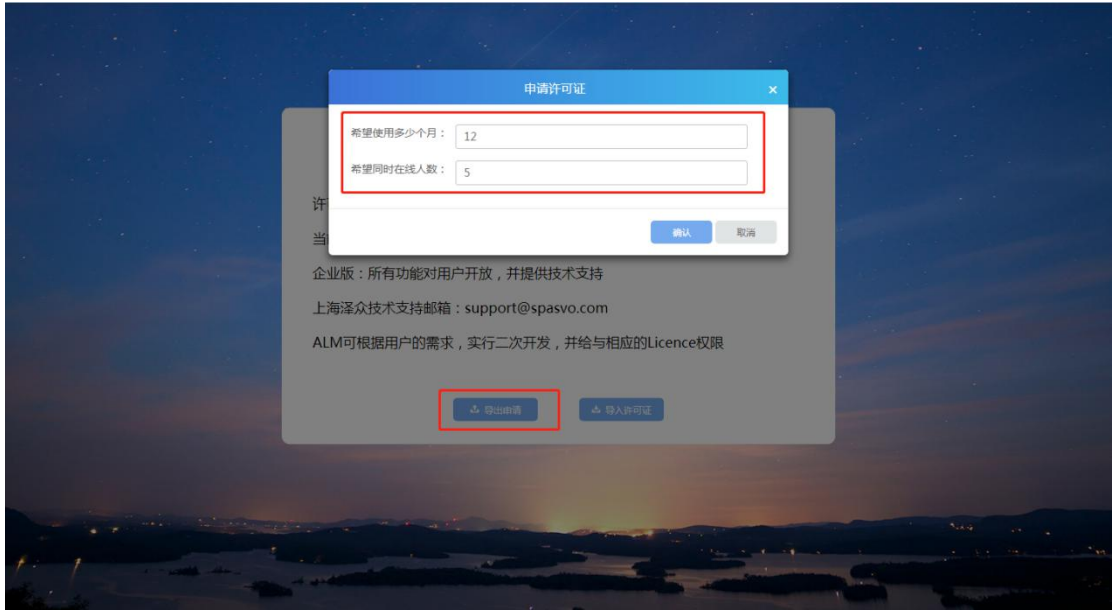 申请许可证 ×
希望使用多少个月： 12
希望同时在线人数： 5
确认 取消
许
当
企业版：所有功能对用户开放，并提供技术支持
上海泽众技术支持邮箱：support@spasvo.com
ALM可根据用户的需求，实行二次开发，并给与相应的Licence权限
导出申请 导入许可证